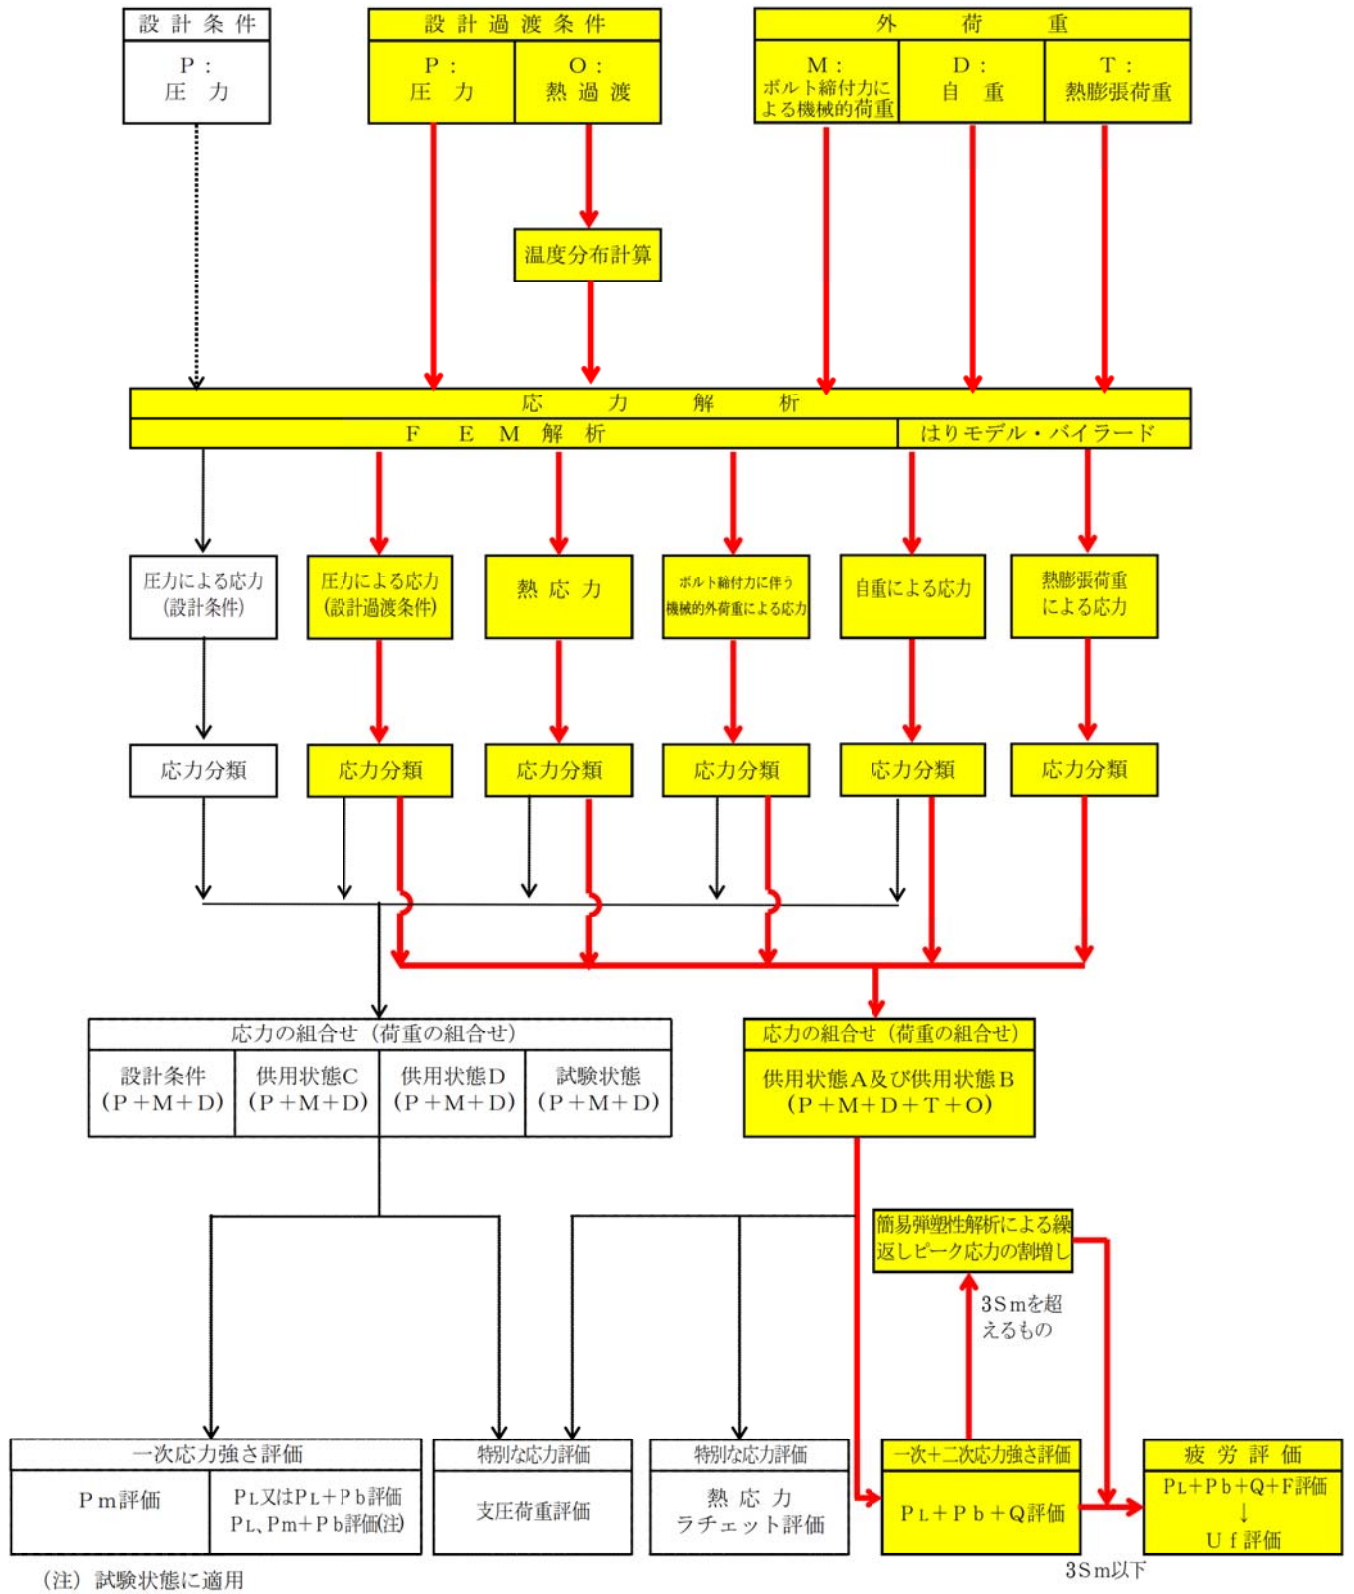 設計条件
P：
圧力
設計過渡条件
P：
圧力
O：
熱過渡
外荷重
M：
ボルト締付力に
よる機械的荷重
D：
自重
T：
熱膨張荷重
温度分布計算
応力解析
FEM解析
はりモデル・バイラード
圧力による応力
(設計条件)
圧力による応力
(設計過渡条件)
熱応力
ボルト締付力に伴う
機械的外荷重による応力
自重による応力
熱膨張荷重
による応力
応力分類
応力分類
応力分類
応力分類
応力分類
応力分類
応力の組合せ（荷重の組合せ）
設計条件
(P+M+D)
供用状態C
(P+M+D)
供用状態D
(P+M+D)
試験状態
(P+M+D)
応力の組合せ（荷重の組合せ）
供用状態A及び供用状態B
(P+M+D+T+O)
簡易弾塑性解析による繰
返しピーク応力の割増し
3Smを超
えるもの
一次応力強さ評価
Pm評価
PL又はPL+Pb評価
PL、Pm+Pb評価(注)
特別な応力評価
支圧荷重評価
特別な応力評価
熱応力
ラチェット評価
一次+二次応力強さ評価
PL+Pb+Q評価
疲労評価
PL+Pb+Q+F評価
↓
Uf評価
3Sm以下
(注) 試験状態に適用